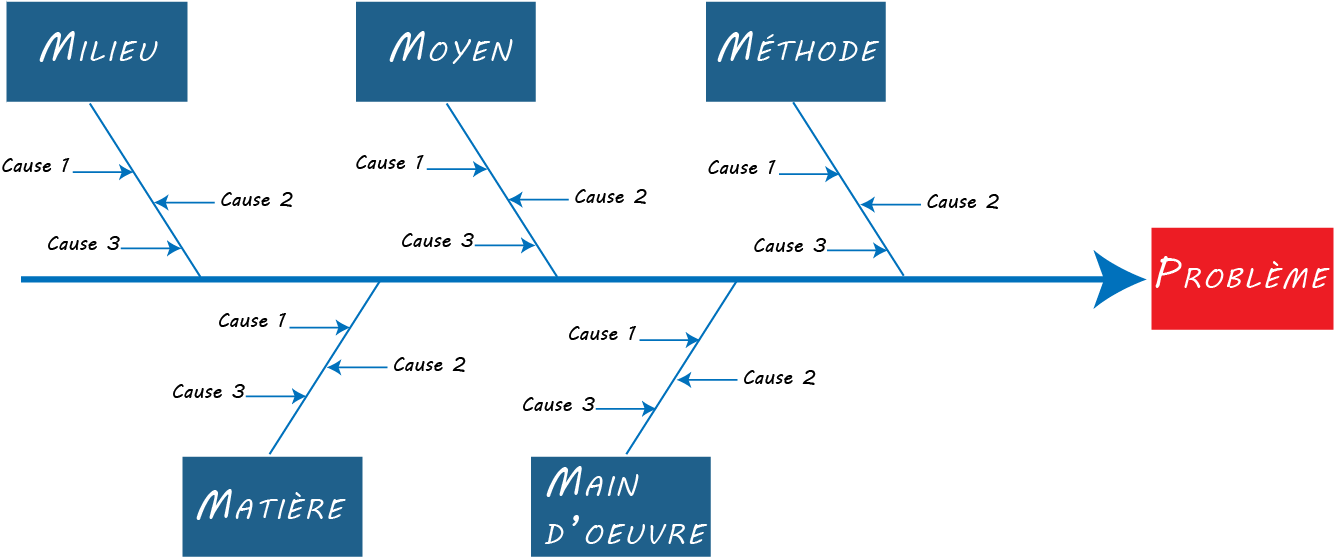 Milieu
Moyen
Méthode
Cause 1
Cause 2
Cause 3
Cause 1
Cause 2
Cause 3
Cause 1
Cause 2
Cause 3
Problème
Cause 1
Cause 2
Cause 3
Cause 1
Cause 2
Cause 3
Matière
Main
d'oeuvre